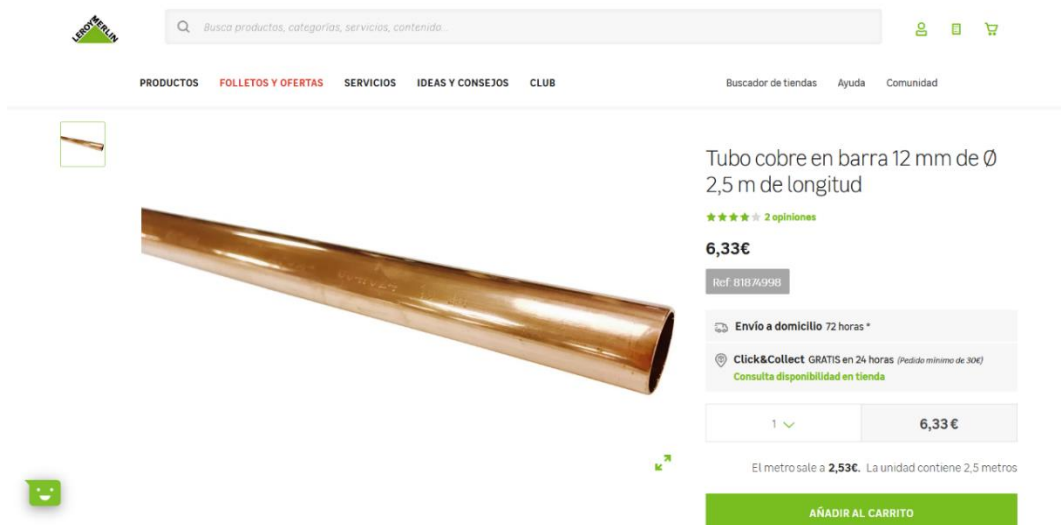 LEROY MERLIN
Busca productos, categorías, servicios, contenido...
PRODUCTOS FOLLETOS Y OFERTAS SERVICIOS IDEAS Y CONSEJOS CLUB Buscador de tiendas Ayuda Comunidad
Tubo cobre en barra 12 mm de Ø
2,5 m de longitud
2 opiniones
6,33€
Ref: 81874998
Envío a domicilio 72 horas *
Click&Collect GRATIS en 24 horas (Pedido mínimo de 30€)
Consulta disponibilidad en tienda
1 6,33 €
El metro sale a 2,53€. La unidad contiene 2,5 metros
AÑADIR AL CARRITO